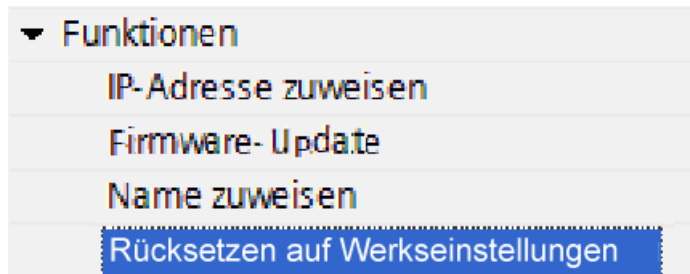 Funktionen
IP-Adresse zuweisen
Firmware-Update
Name zuweisen
Rücksetzen auf Werkseinstellungen